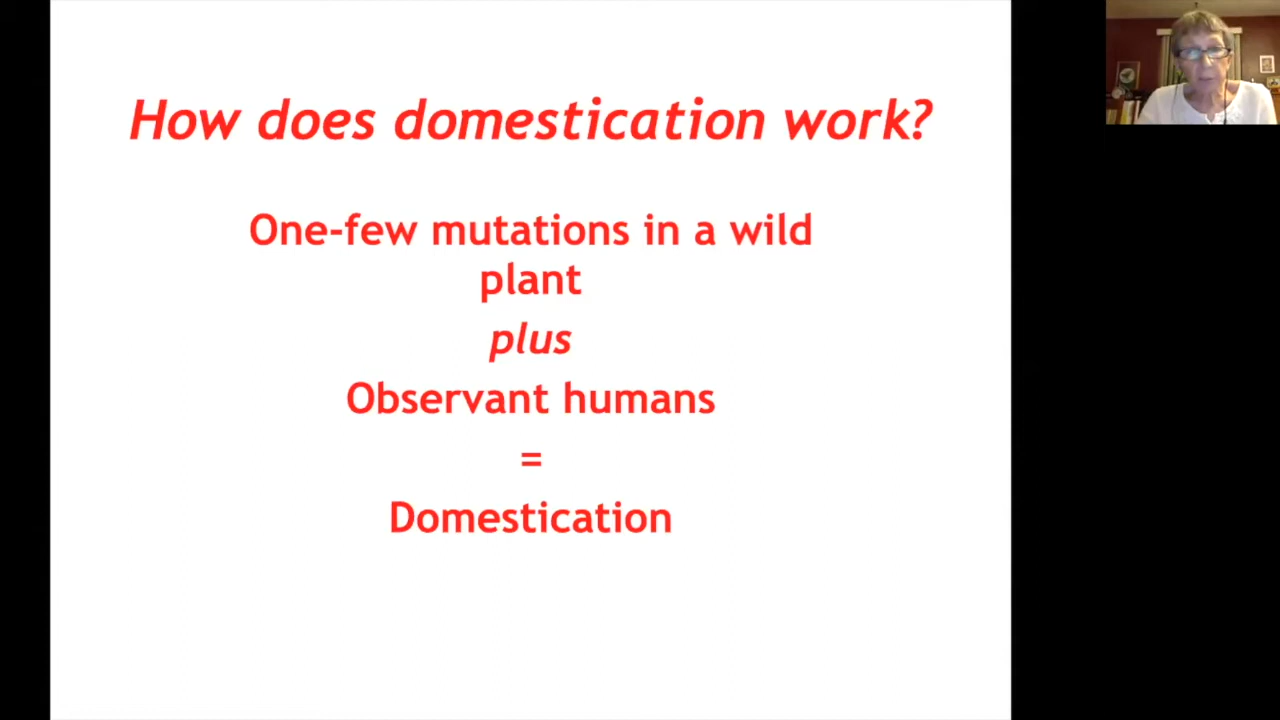 How does domestication work?
One-few mutations in a wild
plant
plus
Observant humans
=
Domestication